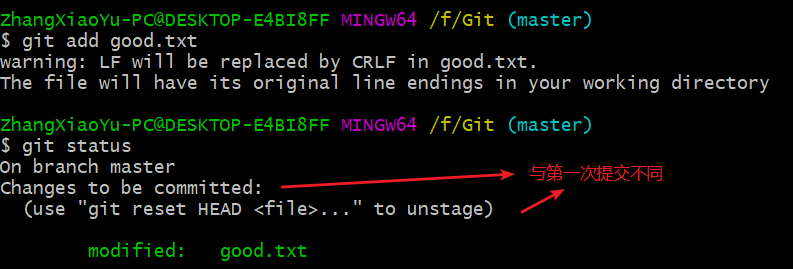 ZhangXiaoYu-PC@DESKTOP-E4BI8FF MINGW64 /f/Git (master)
$ git add good.txt
warning: LF will be replaced by CRLF in good.txt.
The file will have its original line endings in your working directory
ZhangXiaoYu-PC@DESKTOP-E4BI8FF MINGW64 /f/Git (master)
$ git status
On branch master
Changes to be committed:
与第一次提交不同
(use "git reset HEAD <file>..." to unstage)
modified: good.txt